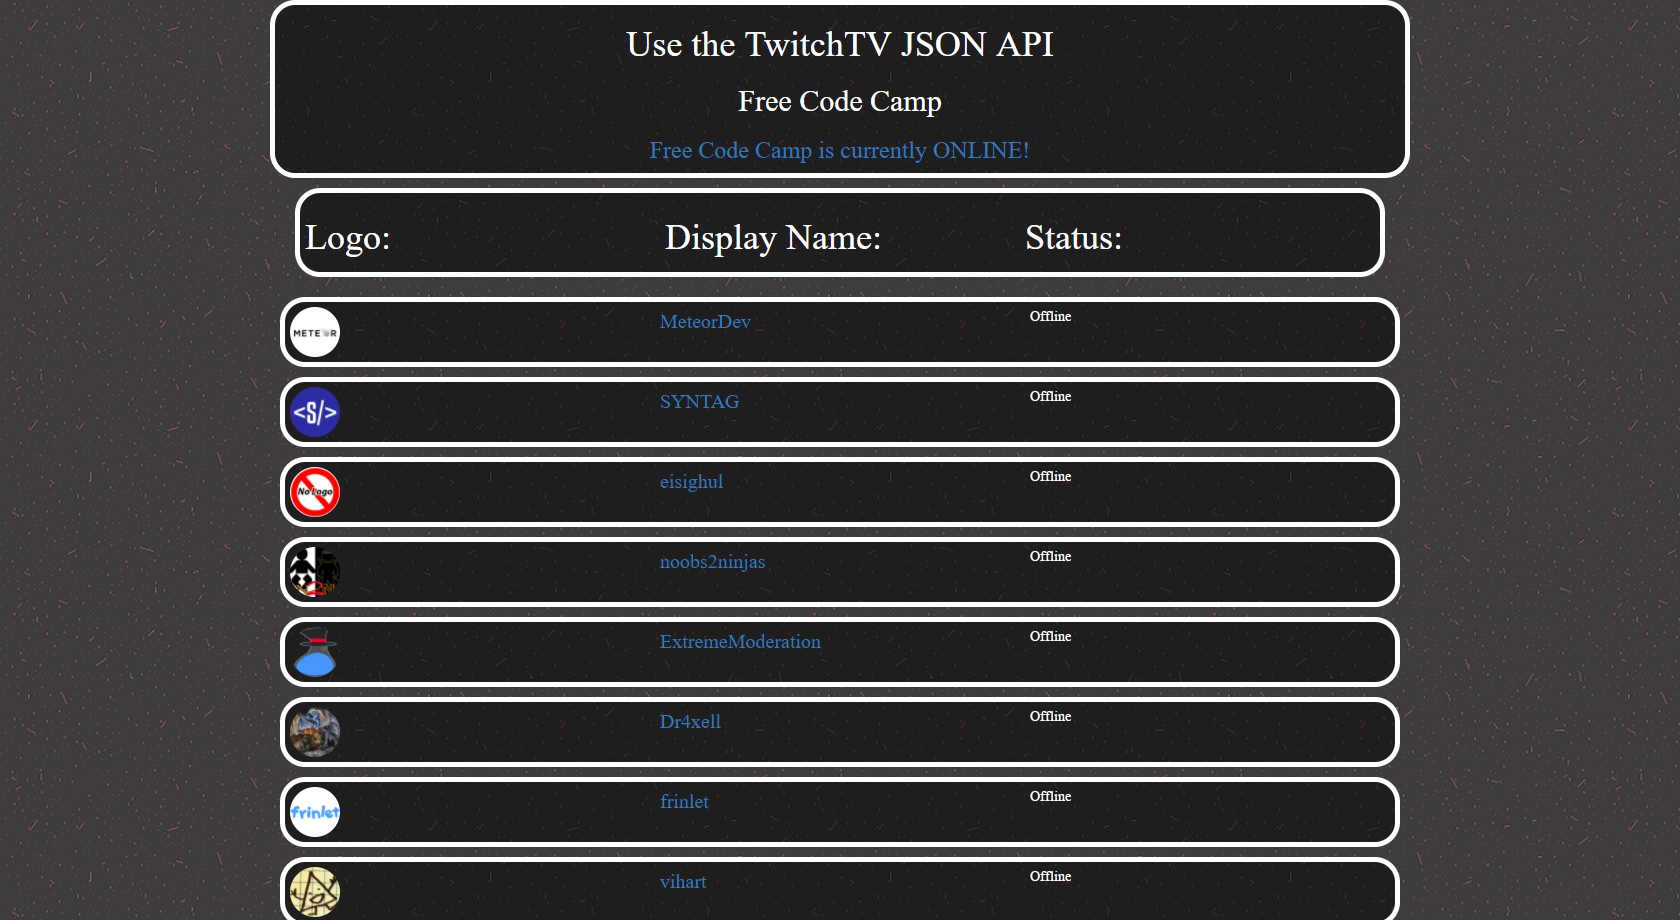 Use the TwitchTV JSON API
Free Code Camp
Free Code Camp is currently ONLINE!
Logo: Display Name: Status:
METEOR MeteorDev Offline
<S/> SYNTAG Offline
No Logo eisighul Offline
noobs2ninjas Offline
ExtremeModeration Offline
Dr4xell Offline
frinlet frinlet Offline
vihart Offline